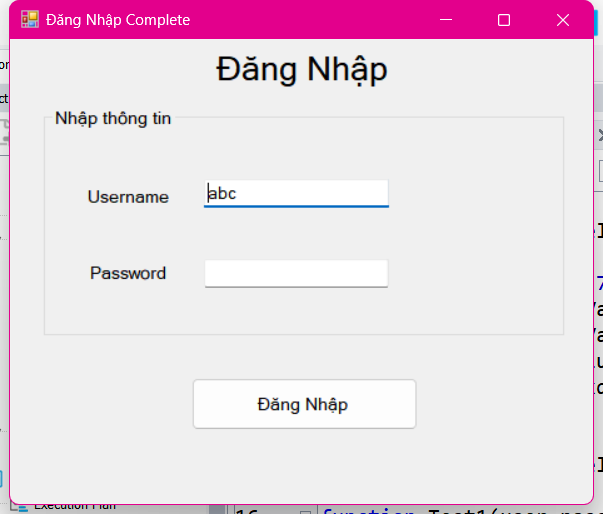 Đăng Nhập Complete
Đăng Nhập
Nhập thông tin
Username
abc
Password
Đăng Nhập
Execution Plan
16
function Test1(user, pass